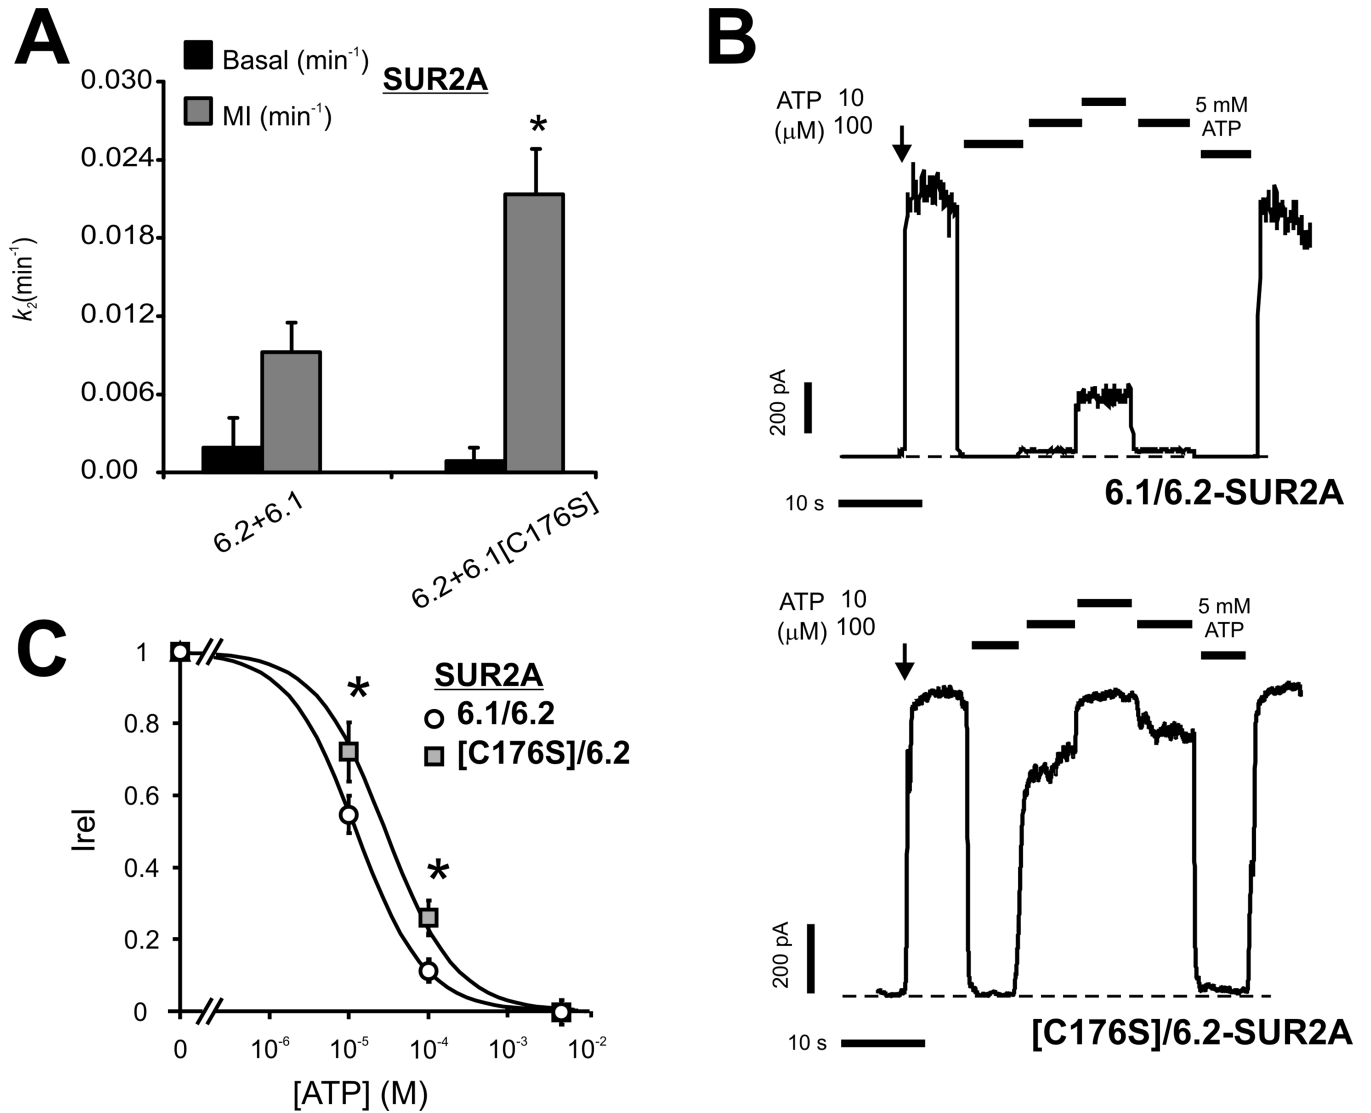 A
Basal (min⁻¹)
MI (min⁻¹)
SUR2A
*
0.030
0.024
0.018
0.012
0.006
0.00
k₂(min⁻¹)
6.2+6.1
6.2+6.1[C176S]
B
ATP 10
(µM) 100
5 mM
ATP
200 pA
10 s
6.1/6.2-SUR2A
ATP 10
(µM) 100
5 mM
ATP
200 pA
10 s
[C176S]/6.2-SUR2A
C
SUR2A
6.1/6.2
[C176S]/6.2
*
*
1
0.8
0.6
0.4
0.2
0
Irel
0 10⁻⁶ 10⁻⁵ 10⁻⁴ 10⁻³ 10⁻²
[ATP] (M)